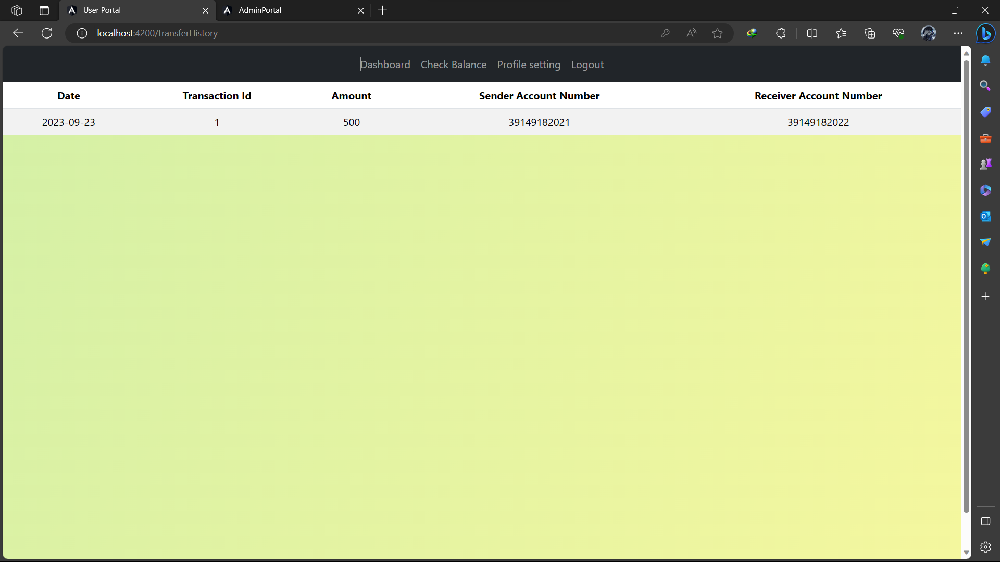 User Portal
AdminPortal
localhost:4200/transferHistory
Dashboard Check Balance Profile setting Logout
Date Transaction Id Amount Sender Account Number Receiver Account Number
2023-09-23 1 500 39149182021 39149182022